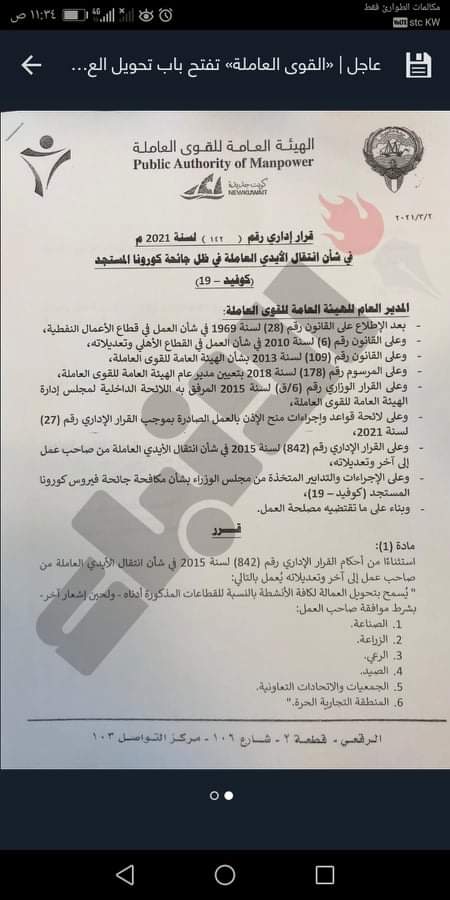 مكالمات الطوارئ فقط
stc KW
١١:٣٤ ص
4G
عاجل | «القوى العاملة» تفتح باب تحويل الع...
الهيئة العامة للقوى العاملة
Public Authority of Manpower
كويت جديدة
NEWKUWAIT
٢٠٢١/٣/٢
قرار إداري رقم ( ١٤٢ ) لسنة 2021 م
في شأن انتقال الأيدي العاملة في ظل جائحة كورونا المستجد
(كوفيد – 19)
المدير العام للهيئة العامة للقوى العاملة:
- بعد الإطلاع على القانون رقم (28) لسنة 1969 في شأن العمل في قطاع الأعمال النفطية،
- وعلى القانون رقم (6) لسنة 2010 في شأن العمل في القطاع الأهلي وتعديلاته،
- وعلى القانون رقم (109) لسنة 2013 بشأن الهيئة العامة للقوى العاملة،
- وعلى المرسوم رقم (178) لسنة 2018 بتعيين مدير عام الهيئة العامة للقوى العاملة،
- وعلى القرار الوزاري رقم (6/ق) لسنة 2015 المرفق به اللائحة الداخلية لمجلس إدارة
الهيئة العامة للقوى العاملة،
- وعلى لائحة قواعد وإجراءات منح الإذن بالعمل الصادرة بموجب القرار الإداري رقم (27)
لسنة 2021،
- وعلى القرار الإداري رقم (842) لسنة 2015 في شأن انتقال الأيدي العاملة من صاحب عمل
إلى آخر وتعديلاته،
- وعلى الإجراءات والتدابير المتخذة من مجلس الوزراء بشأن مكافحة جائحة فيروس كورونا
المستجد (كوفيد – 19)،
- وبناء على ما تقتضيه مصلحة العمل.
قــرر
مادة (1):
استثناءًا من أحكام القرار الإداري رقم (842) لسنة 2015 في شأن انتقال الأيدي العاملة من
صاحب عمل إلى آخر وتعديلاته يُعمل بالتالي:
" يُسمح بتحويل العمالة لكافة الأنشطة بالنسبة للقطاعات المذكورة أدناه - ولحين إشعار آخر-
بشرط موافقة صاحب العمل:
1. الصناعة.
2. الزراعة.
3. الرعي.
4. الصيد.
5. الجمعيات والاتحادات التعاونية.
6. المنطقة التجارية الحرة."
الرقعي - قطعة ٢ - شارع ١٠٦ - مركز التواصل ١٠٣